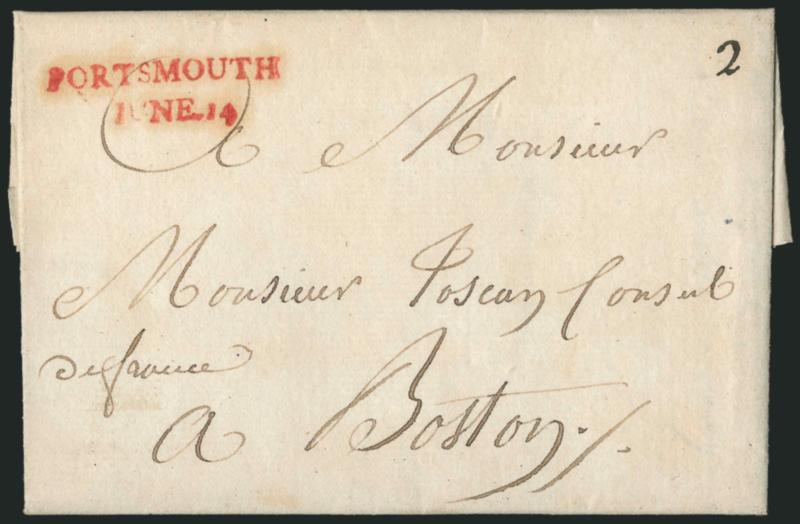 PORTSMOUTH
IUNE.14
2
A Monsieur
Monsieur Toscan Consul
de france
a Boston./.